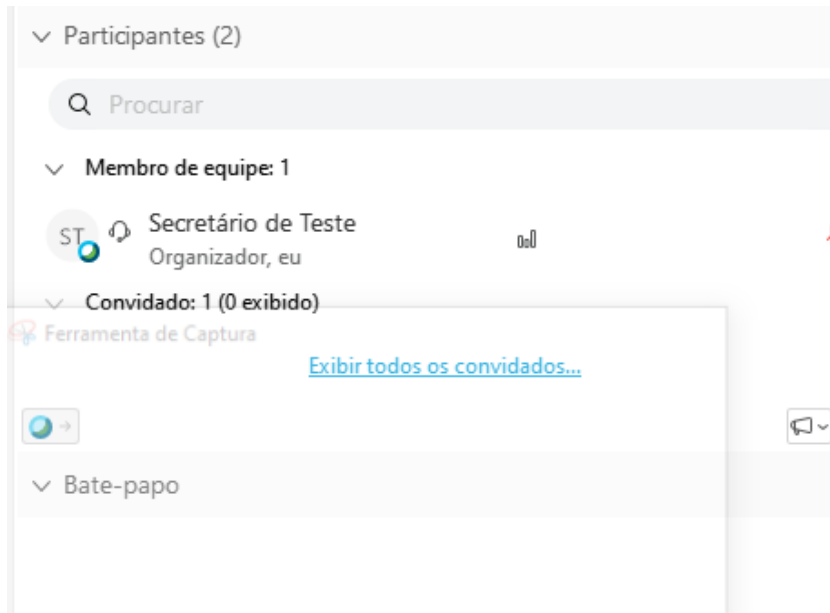 Participantes (2)
Procurar
Membro de equipe: 1
ST
Secretário de Teste
Organizador, eu
Convidado: 1 (0 exibido)
Ferramenta de Captura
Exibir todos os convidados...
Bate-papo